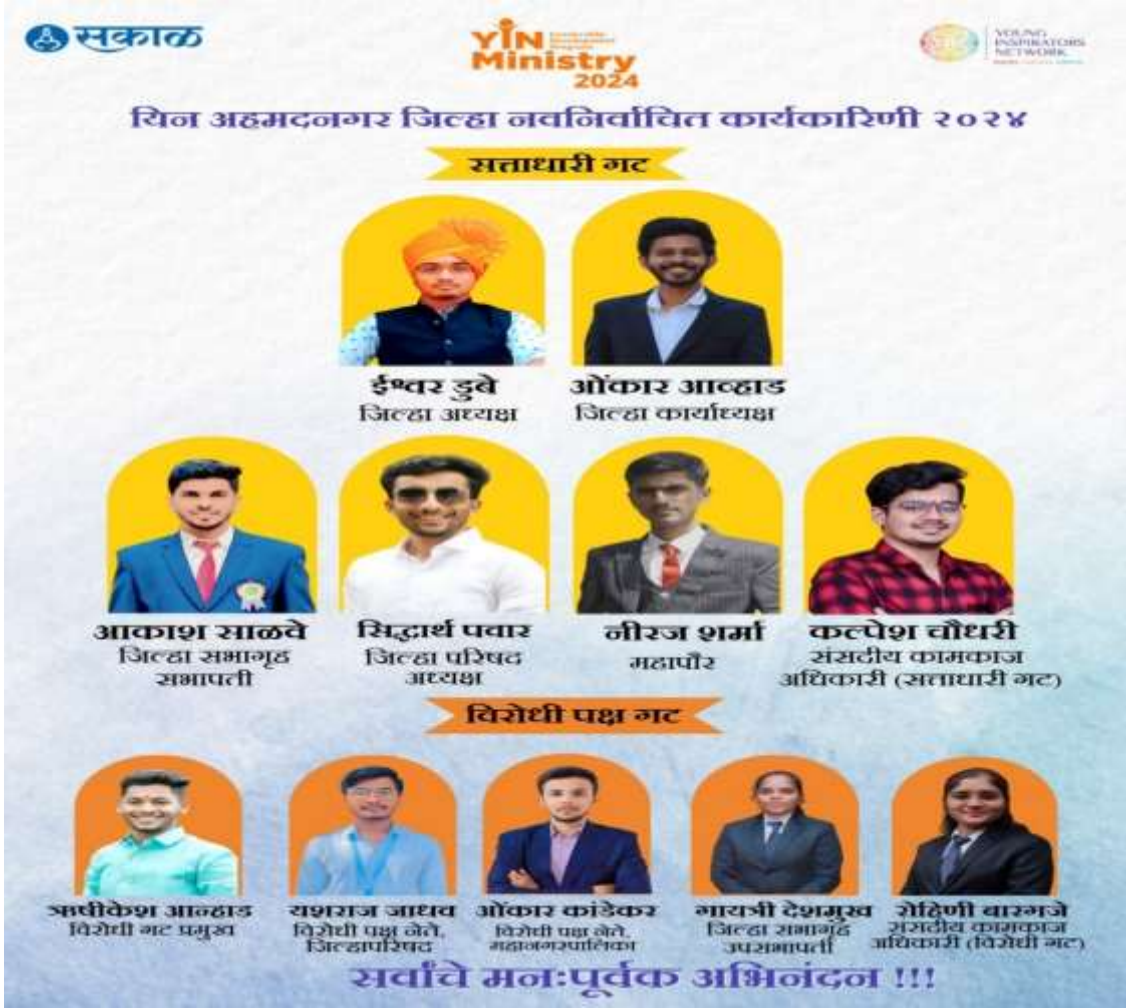 सकाळ
YiN
Ministry
2024
YOUNG
INSPIRATORS
NETWORK
यिन अहमदनगर जिल्हा नवनिर्वाचित कार्यकारिणी २०२४
सत्ताधारी गट
ईश्वर डुबे
जिल्हा अध्यक्ष
ओंकार आव्हाड
जिल्हा कार्याध्यक्ष
आकाश साळवे
जिल्हा सभागृह
सभापती
सिद्धार्थ पवार
जिल्हा परिषद
अध्यक्ष
नीरज शर्मा
महापौर
कल्पेश चौधरी
संसदीय कामकाज
अधिकारी (सत्ताधारी गट)
विरोधी पक्ष गट
ऋषीकेश आन्हाड
विरोधी गट प्रमुख
यशराज जाधव
विरोधी पक्ष नेते,
जिल्हापरिषद
ओंकार कांडेकर
विरोधी पक्ष नेते,
महानगरपालिका
गायत्री देशमुख
जिल्हा सभागृह
उपसभापती
रोहिणी बारगजे
संसदीय कामकाज
अधिकारी (विरोधी गट)
सर्वांचे मनःपूर्वक अभिनंदन !!!